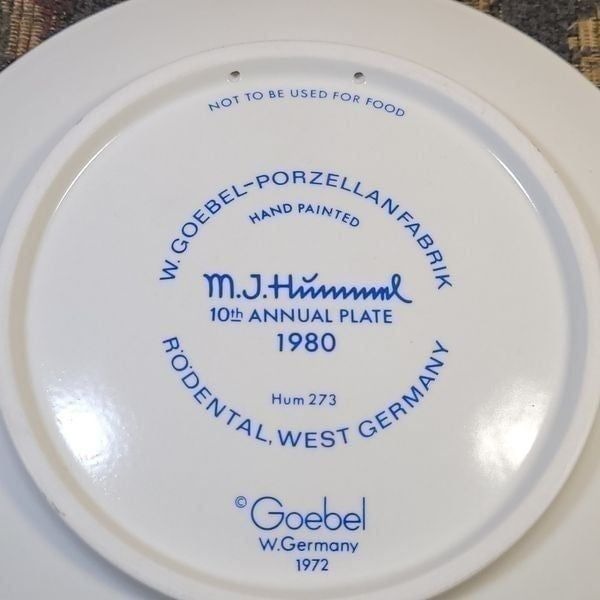 NOT TO BE USED FOR FOOD
W. GOEBEL-PORZELLANFABRIK
HAND PAINTED
M.J.Hummel
10th ANNUAL PLATE
1980
Hum 273
RÖDENTAL, WEST GERMANY
© Goebel
W.Germany
1972